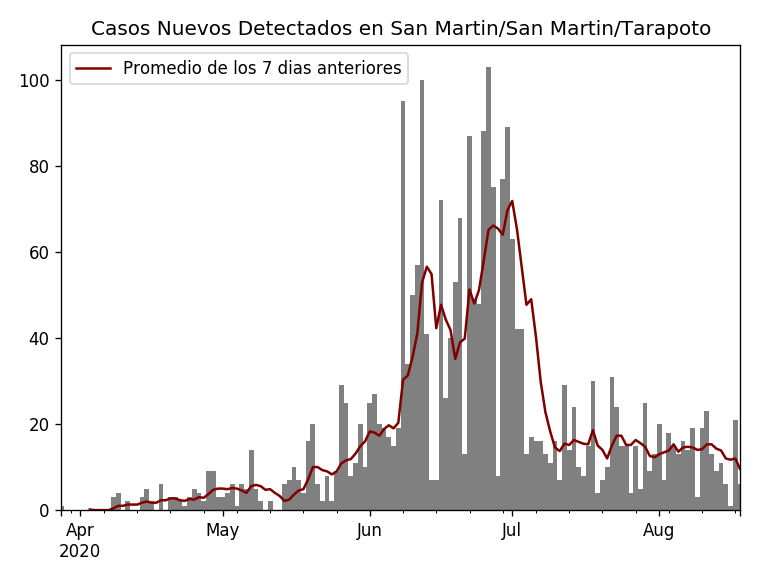 Casos Nuevos Detectados en San Martin/San Martin/Tarapoto
Promedio de los 7 dias anteriores
100
80
60
40
20
0
Apr May Jun Jul Aug
2020